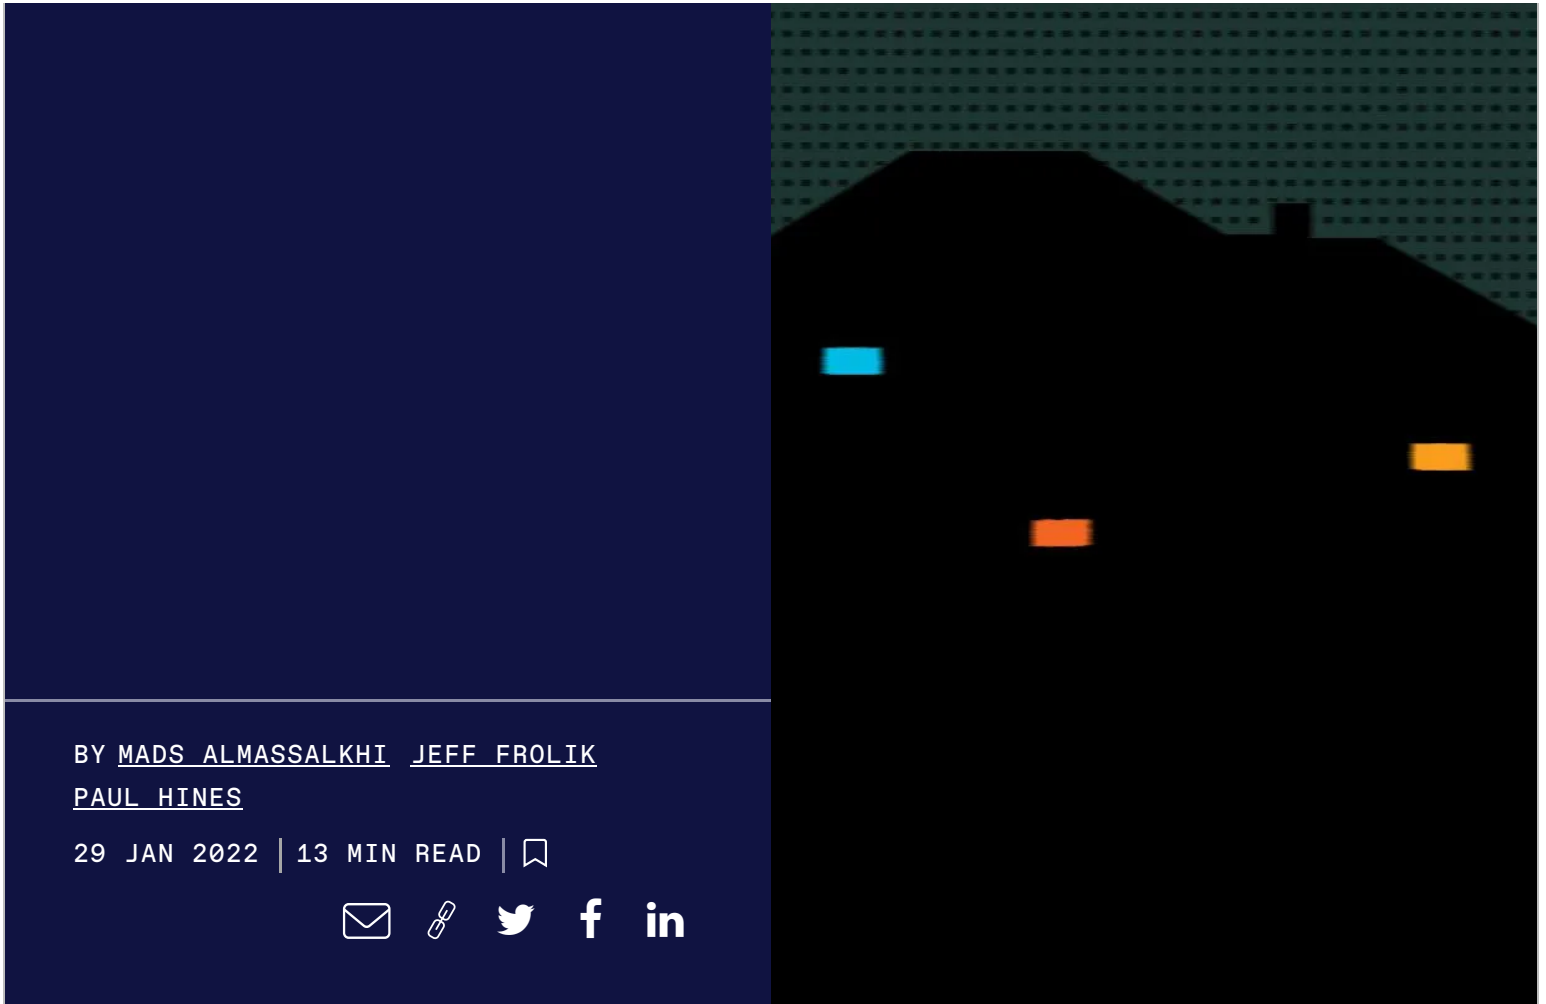 BY MADS ALMASSALKHI JEFF FROLIK
PAUL HINES
29 JAN 2022 | 13 MIN READ |